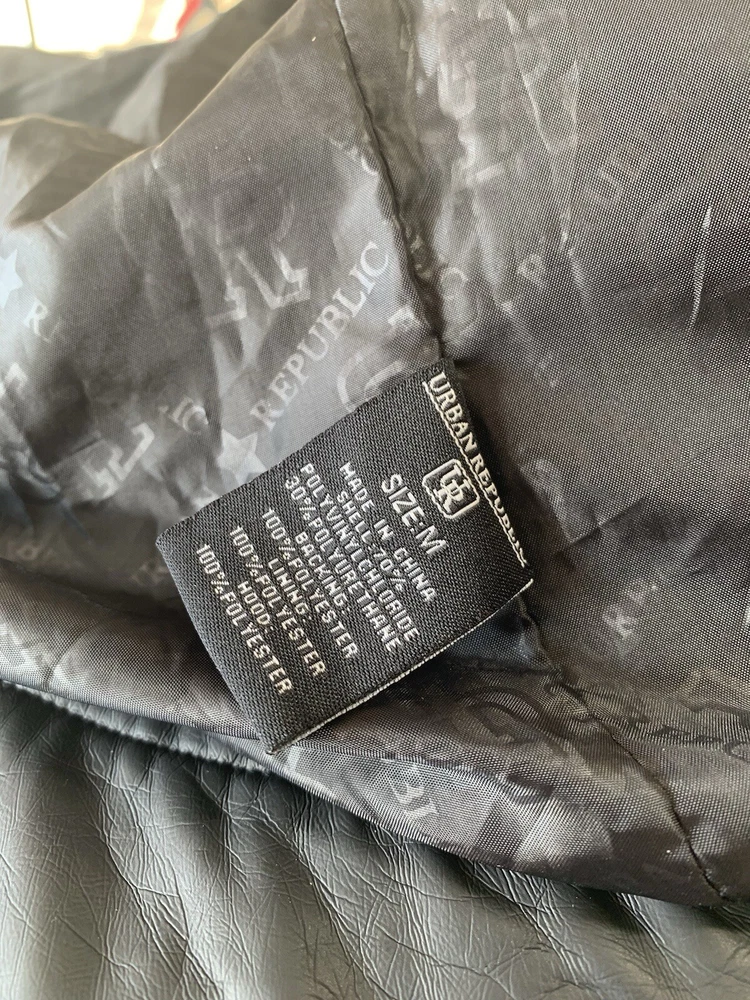 REPUBLIC
URBAN REPUBLIC
UR
SIZE:M
MADE IN CHINA
SHELL:70%
POLYVINYLCHLORIDE
30%POLYURETHANE
BACKING:
100%POLYESTER
LINING:
100%POLYESTER
HOOD:
100%POLYESTER